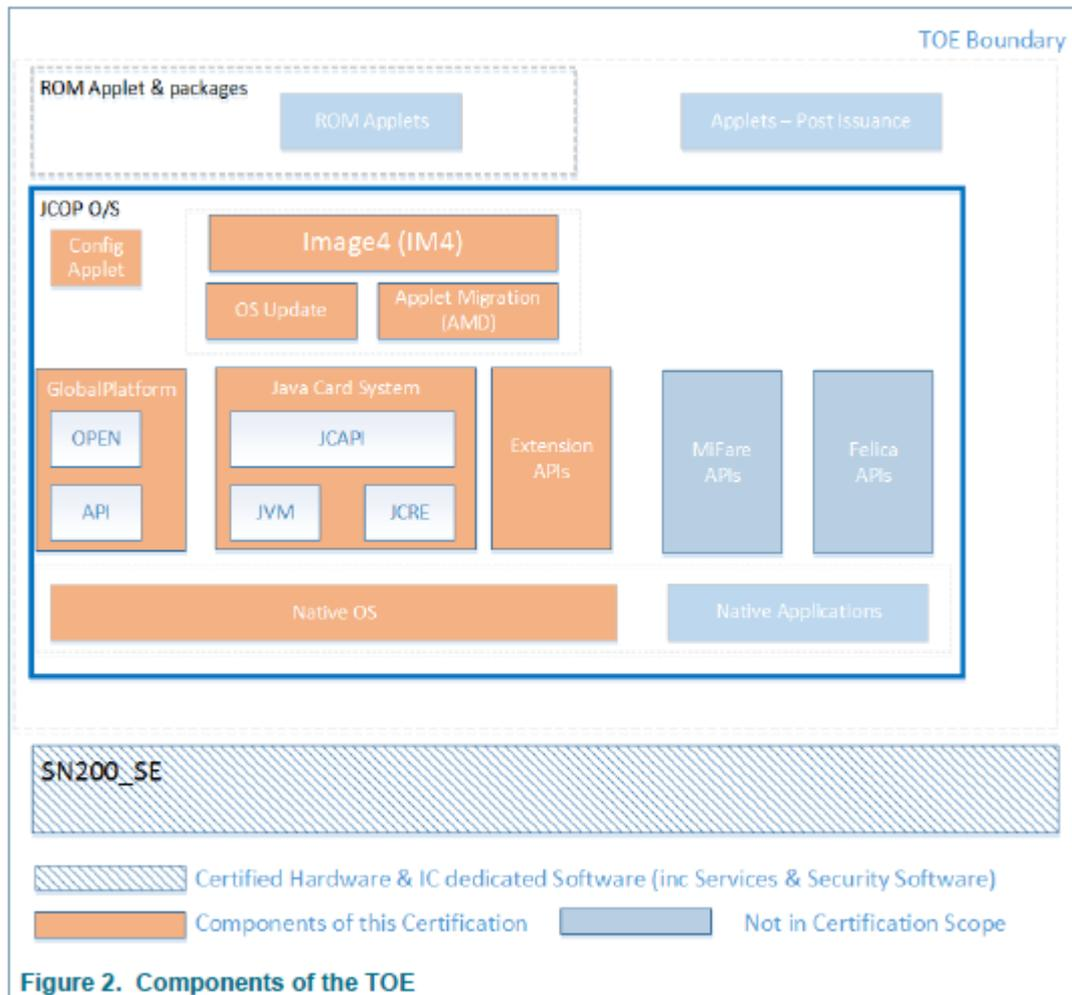 TOE Boundary
ROM Applet & packages
ROM Applets
Applets – Post Issuance
JCOP O/S
Config
Applet
Image4 (IM4)
OS Update
Applet Migration
(AMD)
GlobalPlatform
OPEN
API
Java Card System
JCAPI
JVM
JCRE
Extension
APIs
MiFare
APIs
Felica
APIs
Native OS
Native Applications
SN200_SE
Certified Hardware & IC dedicated Software (inc Services & Security Software)
Components of this Certification
Not in Certification Scope
Figure 2. Components of the TOE